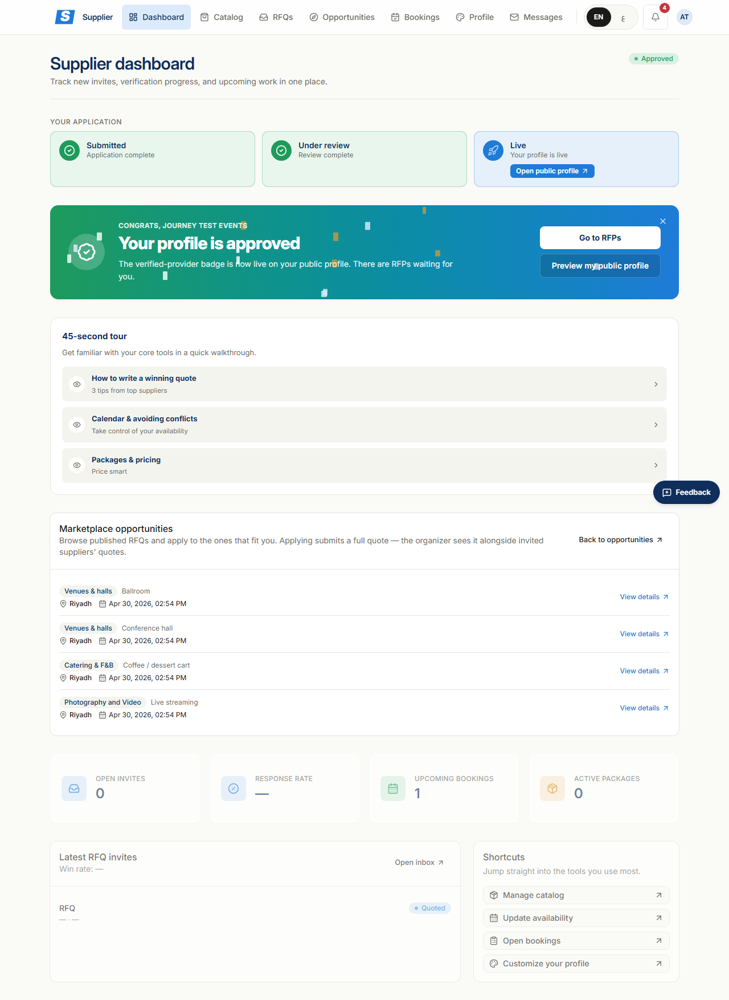 S Supplier Dashboard Catalog RFQs Opportunities Bookings Profile Messages EN ع 4 AT
Supplier dashboard
Approved
Track new invites, verification progress, and upcoming work in one place.
YOUR APPLICATION
Submitted
Application complete
Under review
Review complete
Live
Your profile is live
Open public profile
CONGRATS, JOURNEY TEST EVENTS
Your profile is approved
The verified-provider badge is now live on your public profile. There are RFPs waiting for
you.
Go to RFPs
Preview my public profile
45-second tour
Get familiar with your core tools in a quick walkthrough.
How to write a winning quote
3 tips from top suppliers
Calendar & avoiding conflicts
Take control of your availability
Packages & pricing
Price smart
Feedback
Marketplace opportunities
Browse published RFQs and apply to the ones that fit you. Applying submits a full quote — the organizer sees it alongside invited
suppliers' quotes.
Back to opportunities
Venues & halls Ballroom
Riyadh Apr 30, 2026, 02:54 PM
View details
Venues & halls Conference hall
Riyadh Apr 30, 2026, 02:54 PM
View details
Catering & F&B Coffee / dessert cart
Riyadh Apr 30, 2026, 02:54 PM
View details
Photography and Video Live streaming
Riyadh Apr 30, 2026, 02:54 PM
View details
OPEN INVITES
0
RESPONSE RATE
—
UPCOMING BOOKINGS
1
ACTIVE PACKAGES
0
Latest RFQ invites
Win rate: —
Open inbox
RFQ
— · —
Quoted
Shortcuts
Jump straight into the tools you use most.
Manage catalog
Update availability
Open bookings
Customize your profile